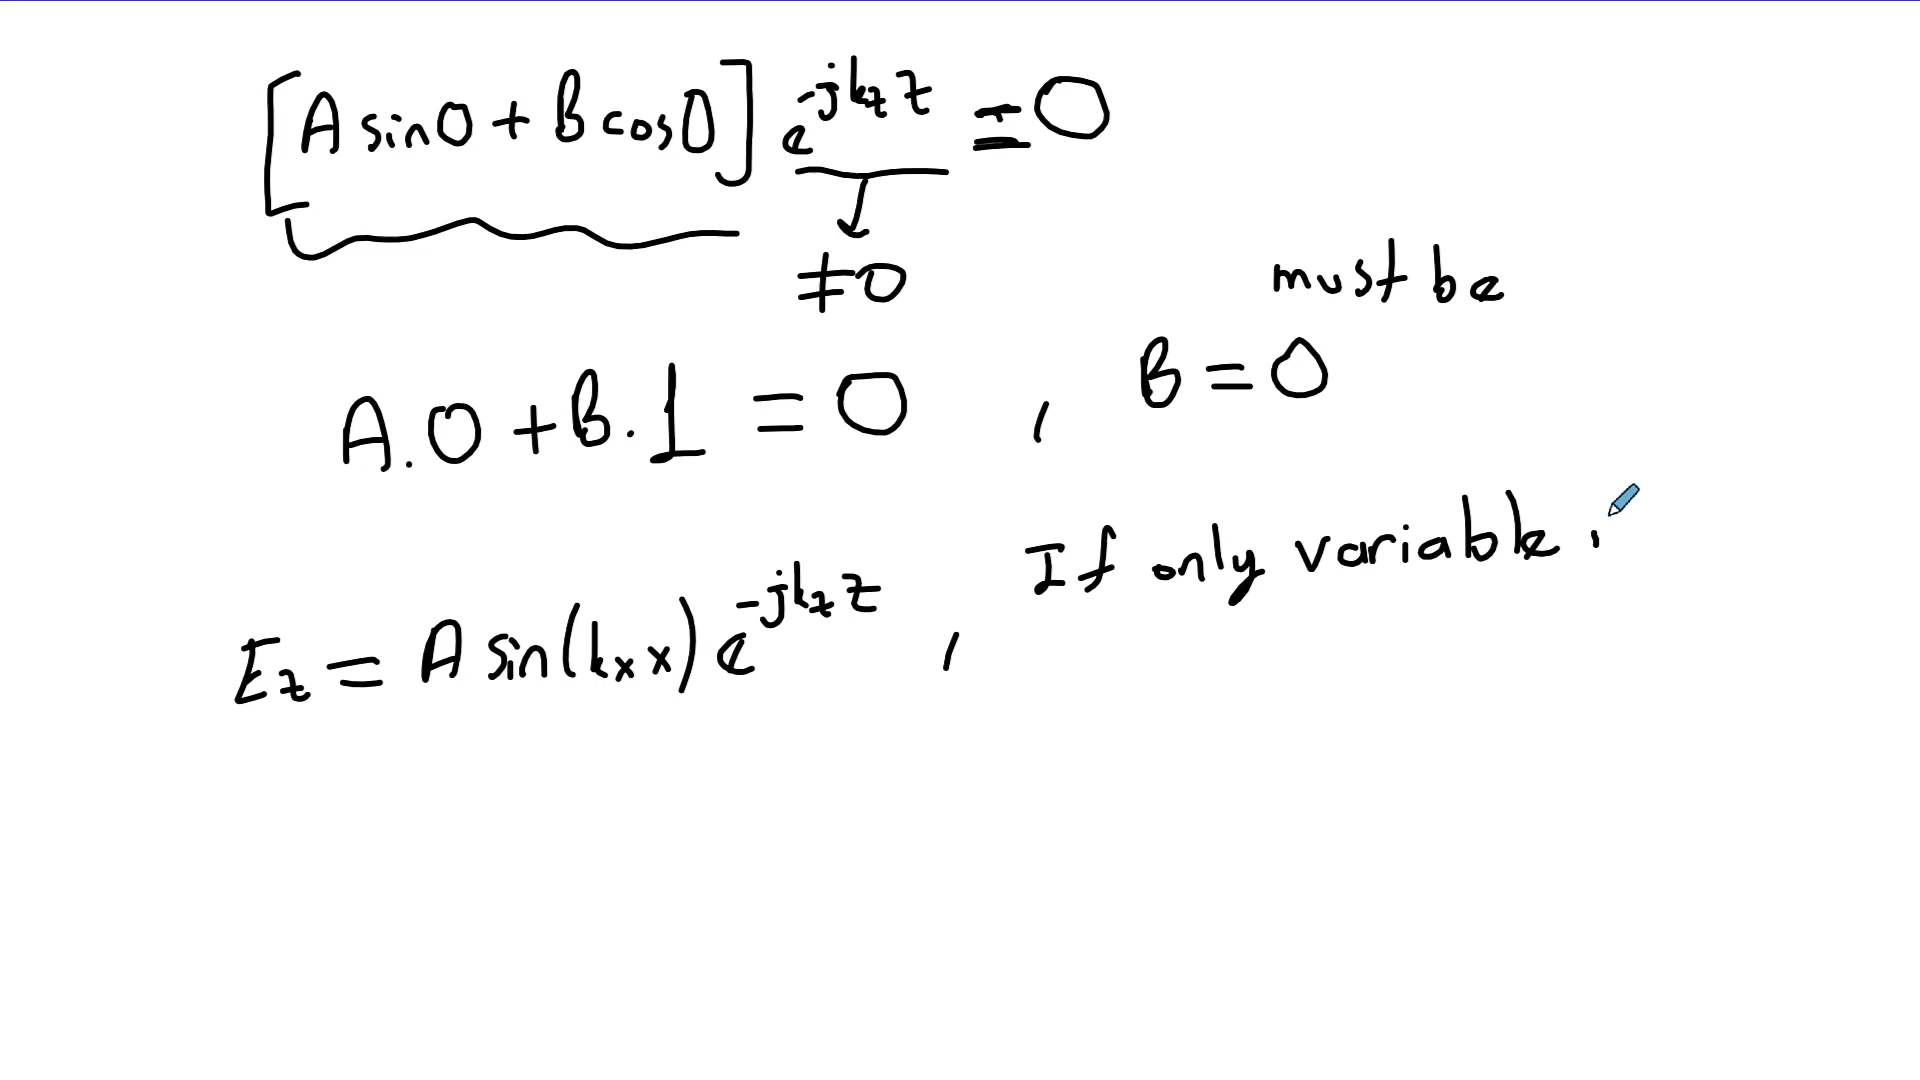 [A sin0 + B cos0] e^{-jk_z z} = 0
≠0
must be
A.0 + B.1 = 0 , B = 0
E_z = A sin(k_x x) e^{-jk_z z} , If only variable